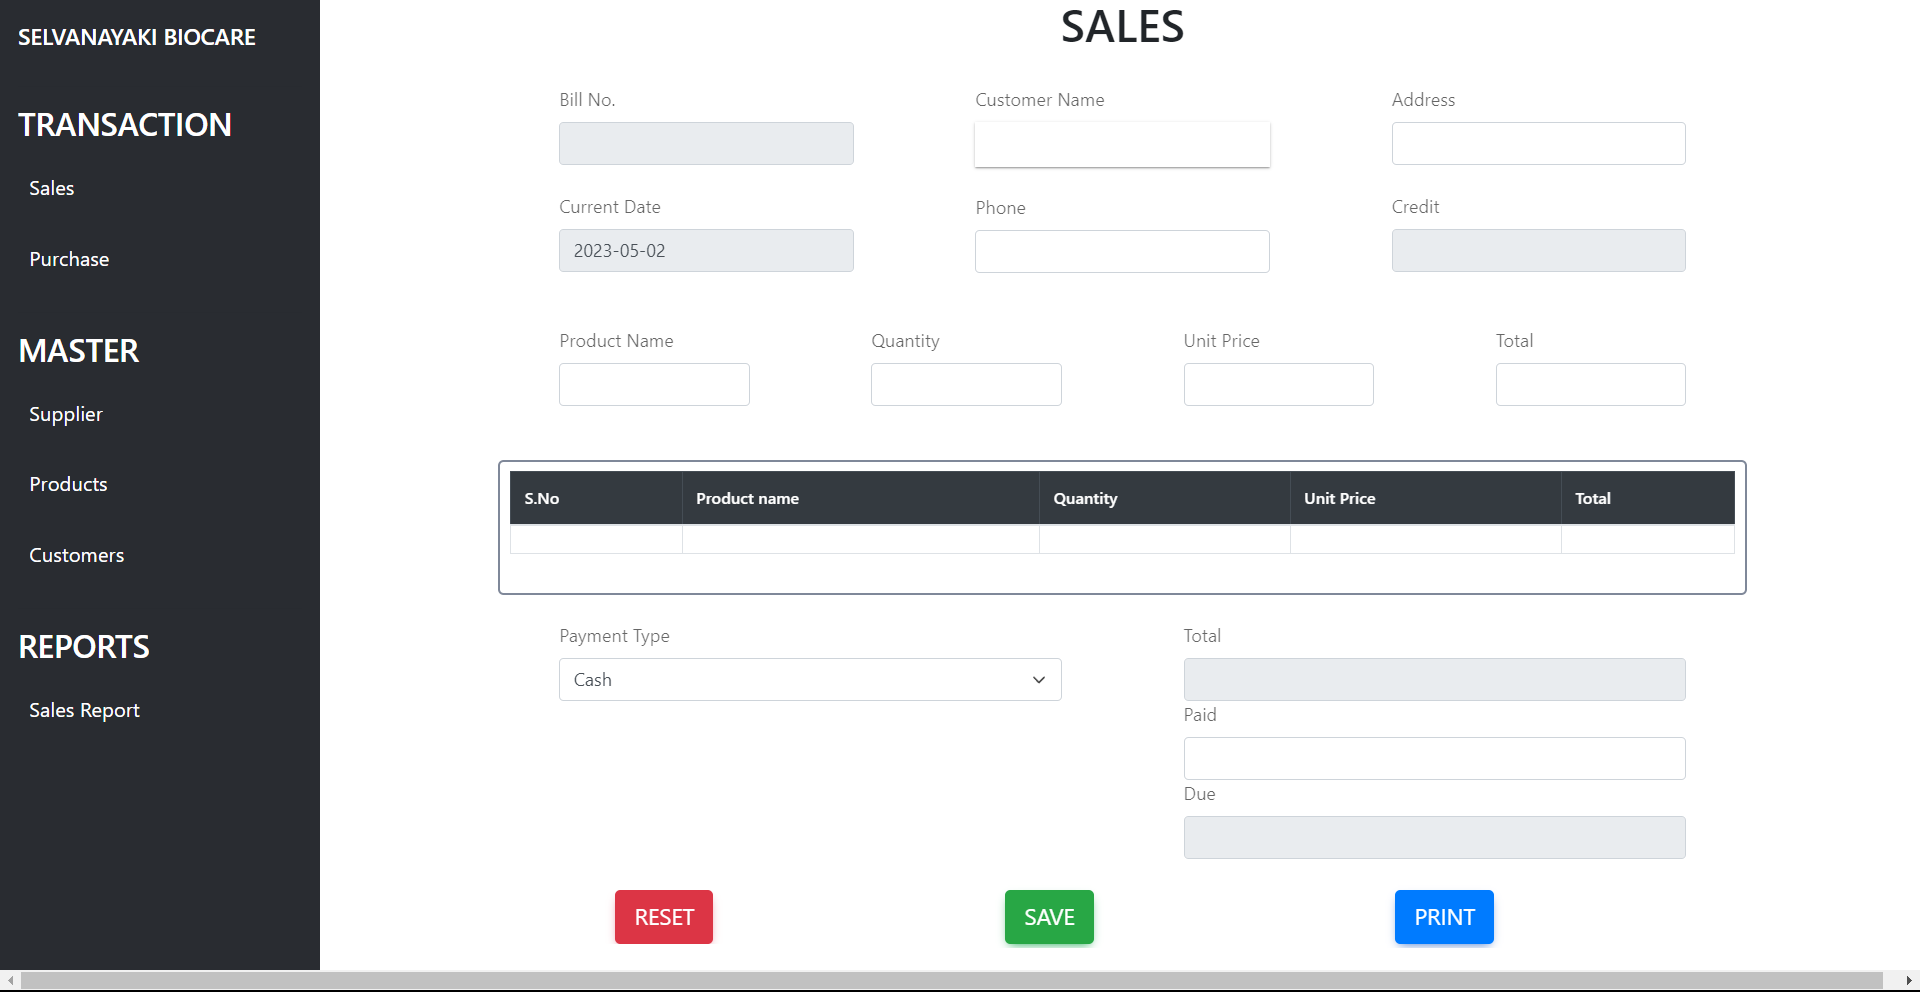 SELVANAYAKI BIOCARE
TRANSACTION
Sales
Purchase
MASTER
Supplier
Products
Customers
REPORTS
Sales Report
SALES
Bill No. Customer Name Address
Current Date Phone Credit
2023-05-02
Product Name Quantity Unit Price Total
S.No Product name Quantity Unit Price Total
Payment Type Total
Cash
Paid
Due
RESET SAVE PRINT